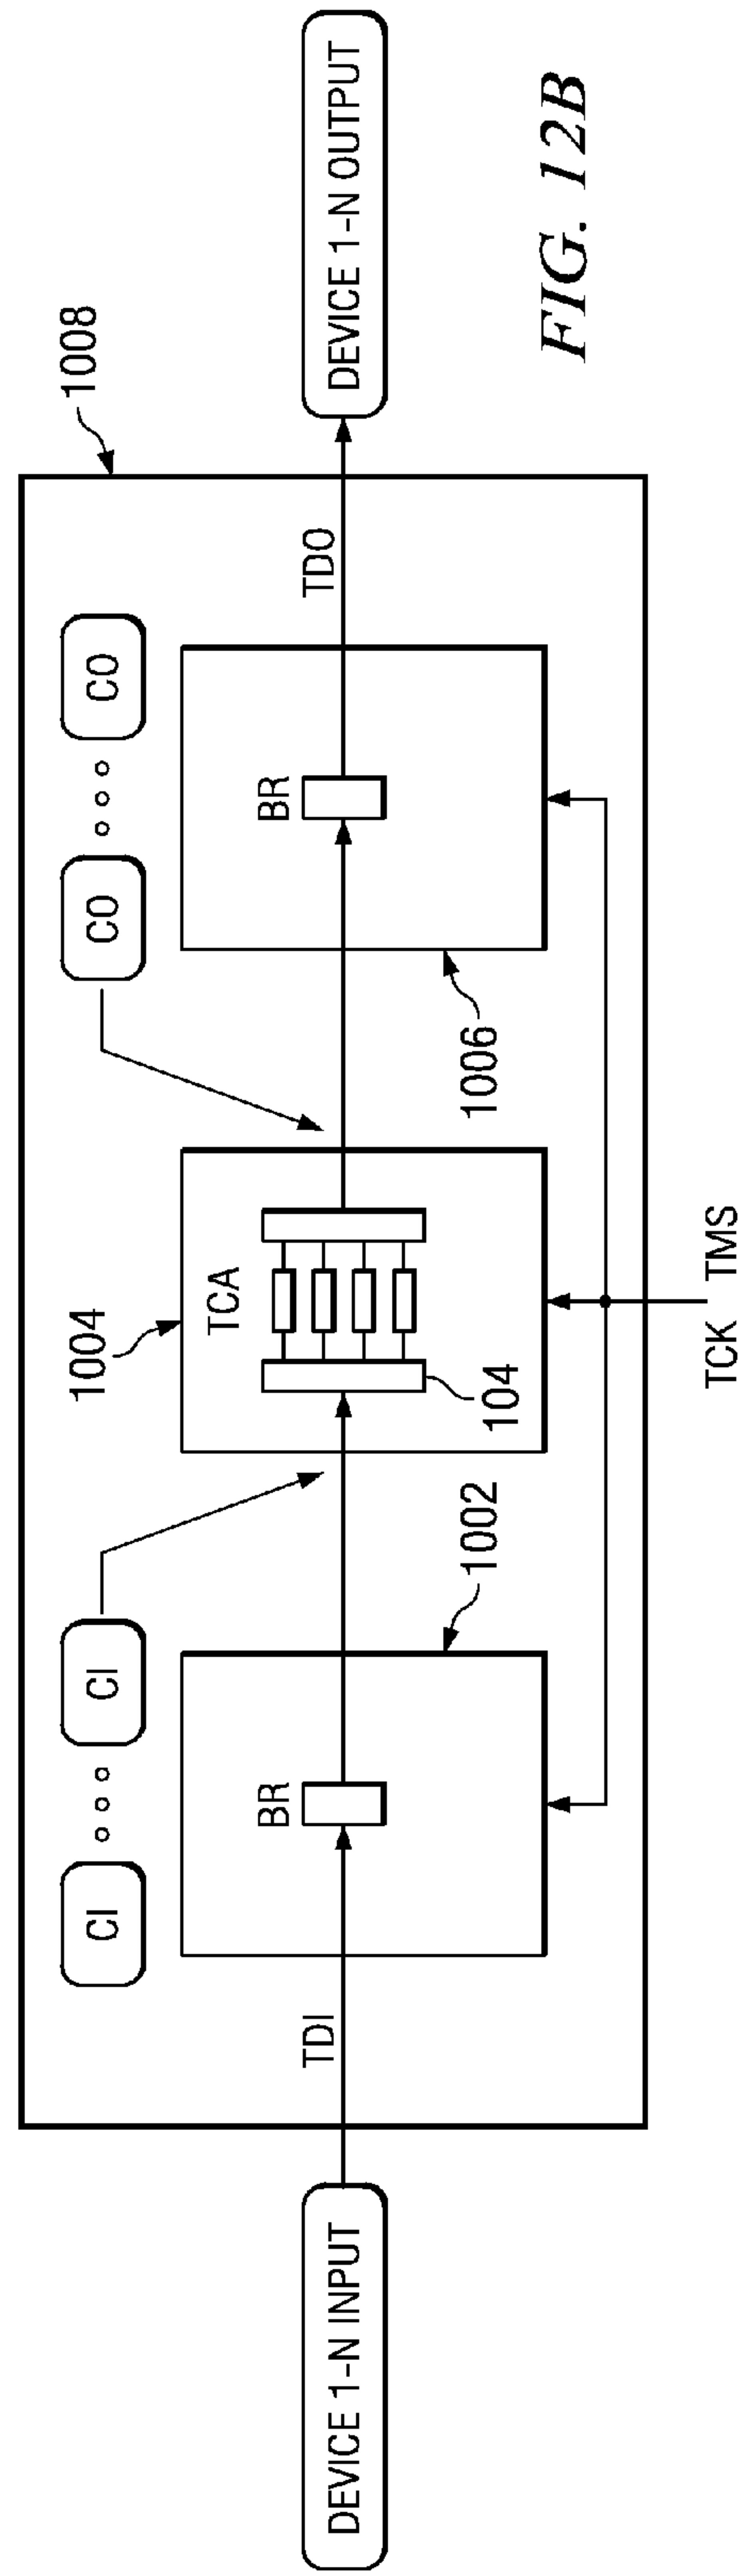 1008
CI
CI
CO
CO
1004
DEVICE 1-N INPUT
TDI
BR
TCA
BR
TDO
DEVICE 1-N OUTPUT
104
1002
1006
TCK TMS
FIG. 12B